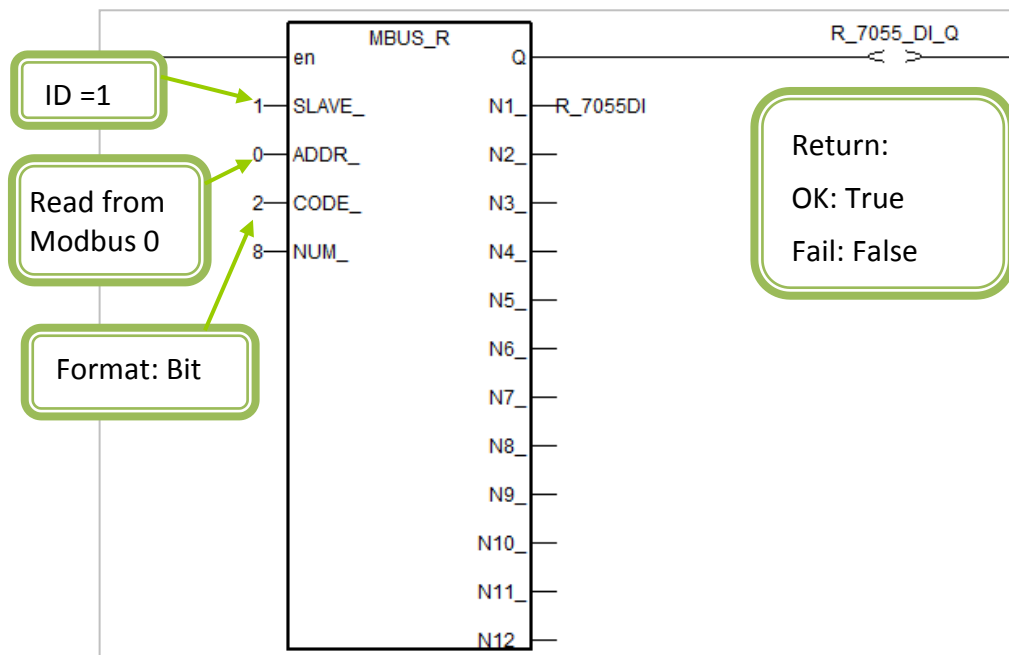 MBUS_R
R_7055_DI_Q
en
Q
ID =1
1
SLAVE_
N1_
R_7055DI
0
ADDR_
N2_
Read from
Modbus 0
2
CODE_
N3_
8
NUM_
N4_
Return:
OK: True
Fail: False
N5_
Format: Bit
N6_
N7_
N8_
N9_
N10_
N11_
N12_